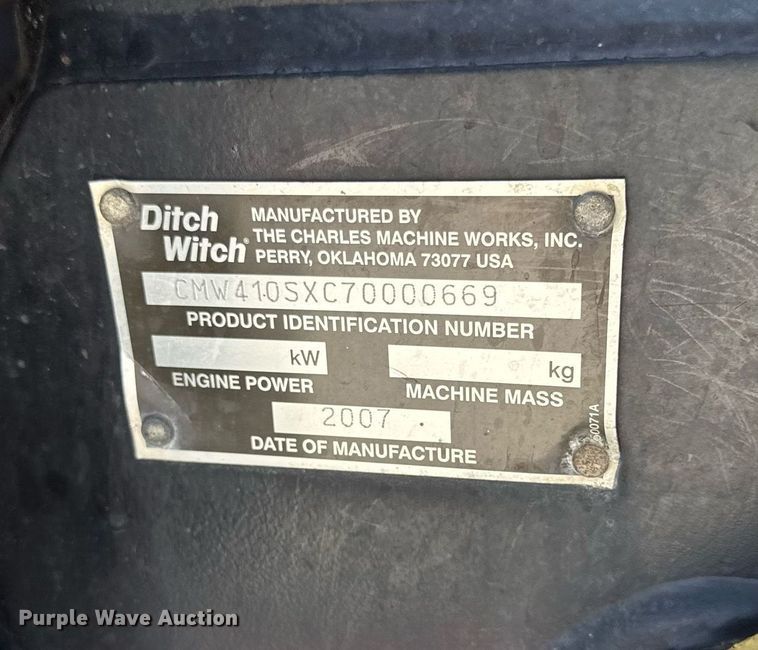 Ditch Witch®
MANUFACTURED BY
THE CHARLES MACHINE WORKS, INC.
PERRY, OKLAHOMA 73077 USA
CMW410SXC70000669
PRODUCT IDENTIFICATION NUMBER
kW
ENGINE POWER
kg
MACHINE MASS
2007
DATE OF MANUFACTURE
Purple Wave Auction